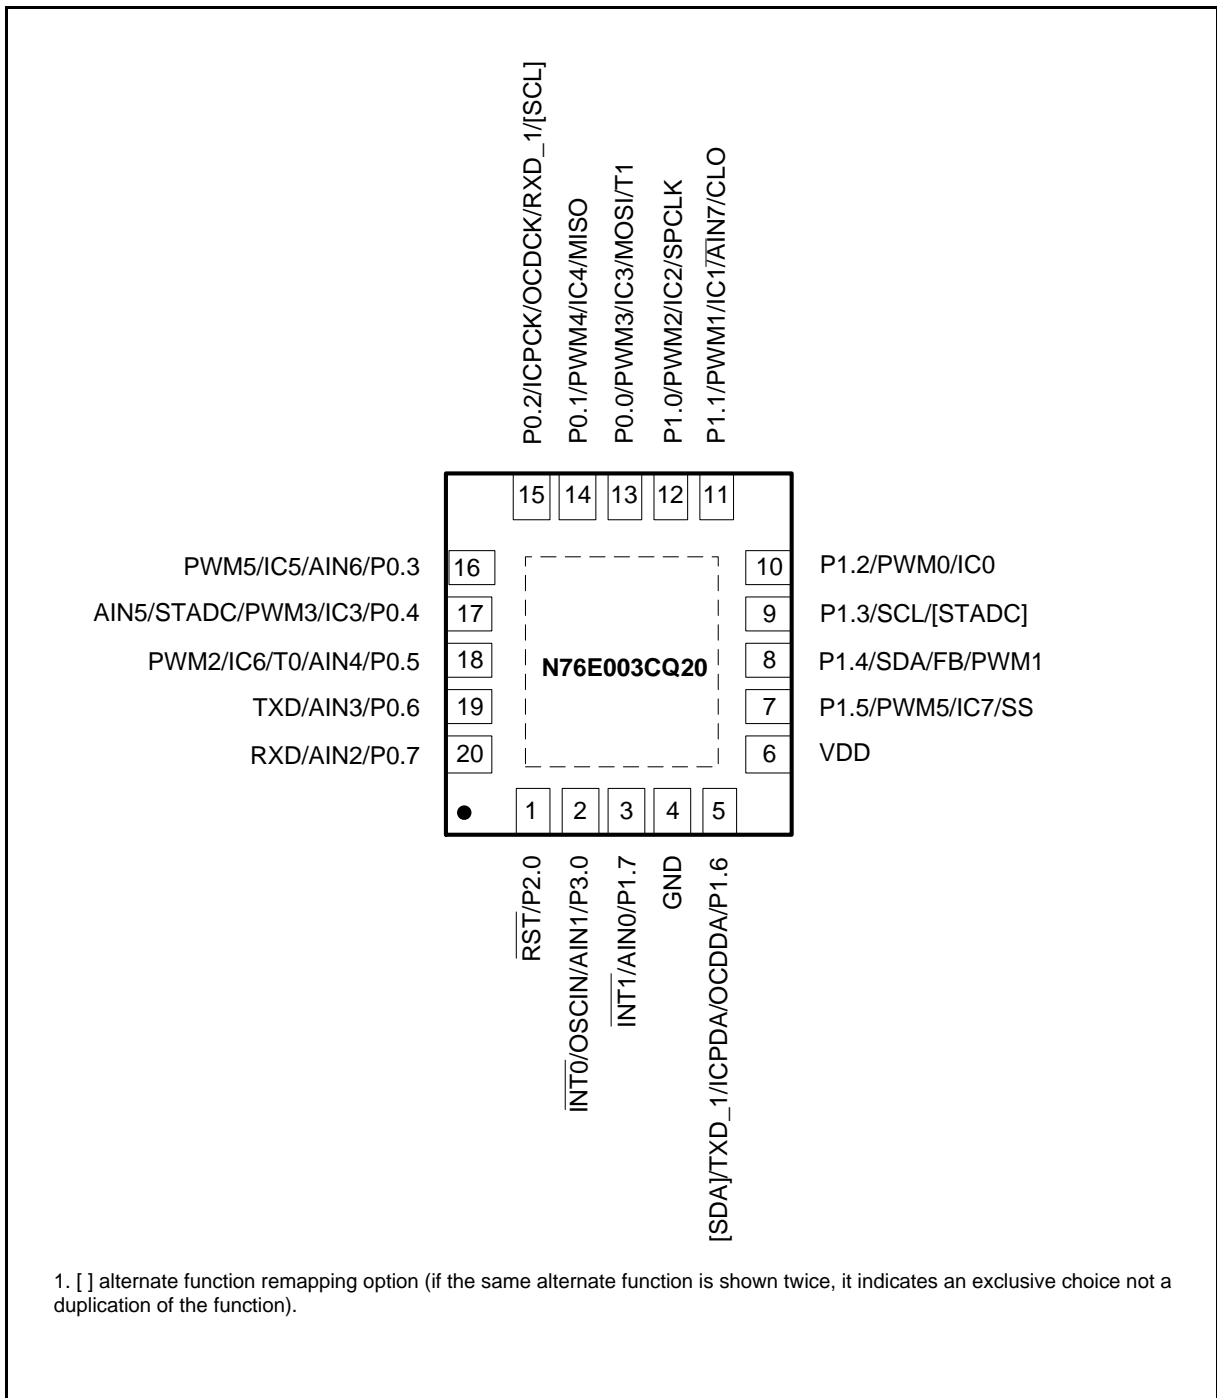 P0.2/ICPCK/OCDCK/RXD_1/[SCL]
P0.1/PWM4/IC4/MISO
P0.0/PWM3/IC3/MOSI/T1
P1.0/PWM2/IC2/SPCLK
P1.1/PWM1/IC1/AIN7/CLO
15 14 13 12 11
PWM5/IC5/AIN6/P0.3 16
AIN5/STADC/PWM3/IC3/P0.4 17
PWM2/IC6/T0/AIN4/P0.5 18
TXD/AIN3/P0.6 19
RXD/AIN2/P0.7 20
N76E003CQ20
10 P1.2/PWM0/IC0
9 P1.3/SCL/[STADC]
8 P1.4/SDA/FB/PWM1
7 P1.5/PWM5/IC7/SS
6 VDD
1 2 3 4 5
RST/P2.0
INT0/OSCIN/AIN1/P3.0
INT1/AIN0/P1.7
GND
[SDA]/TXD_1/ICPDA/OCDDA/P1.6
1. [ ] alternate function remapping option (if the same alternate function is shown twice, it indicates an exclusive choice not a
duplication of the function).